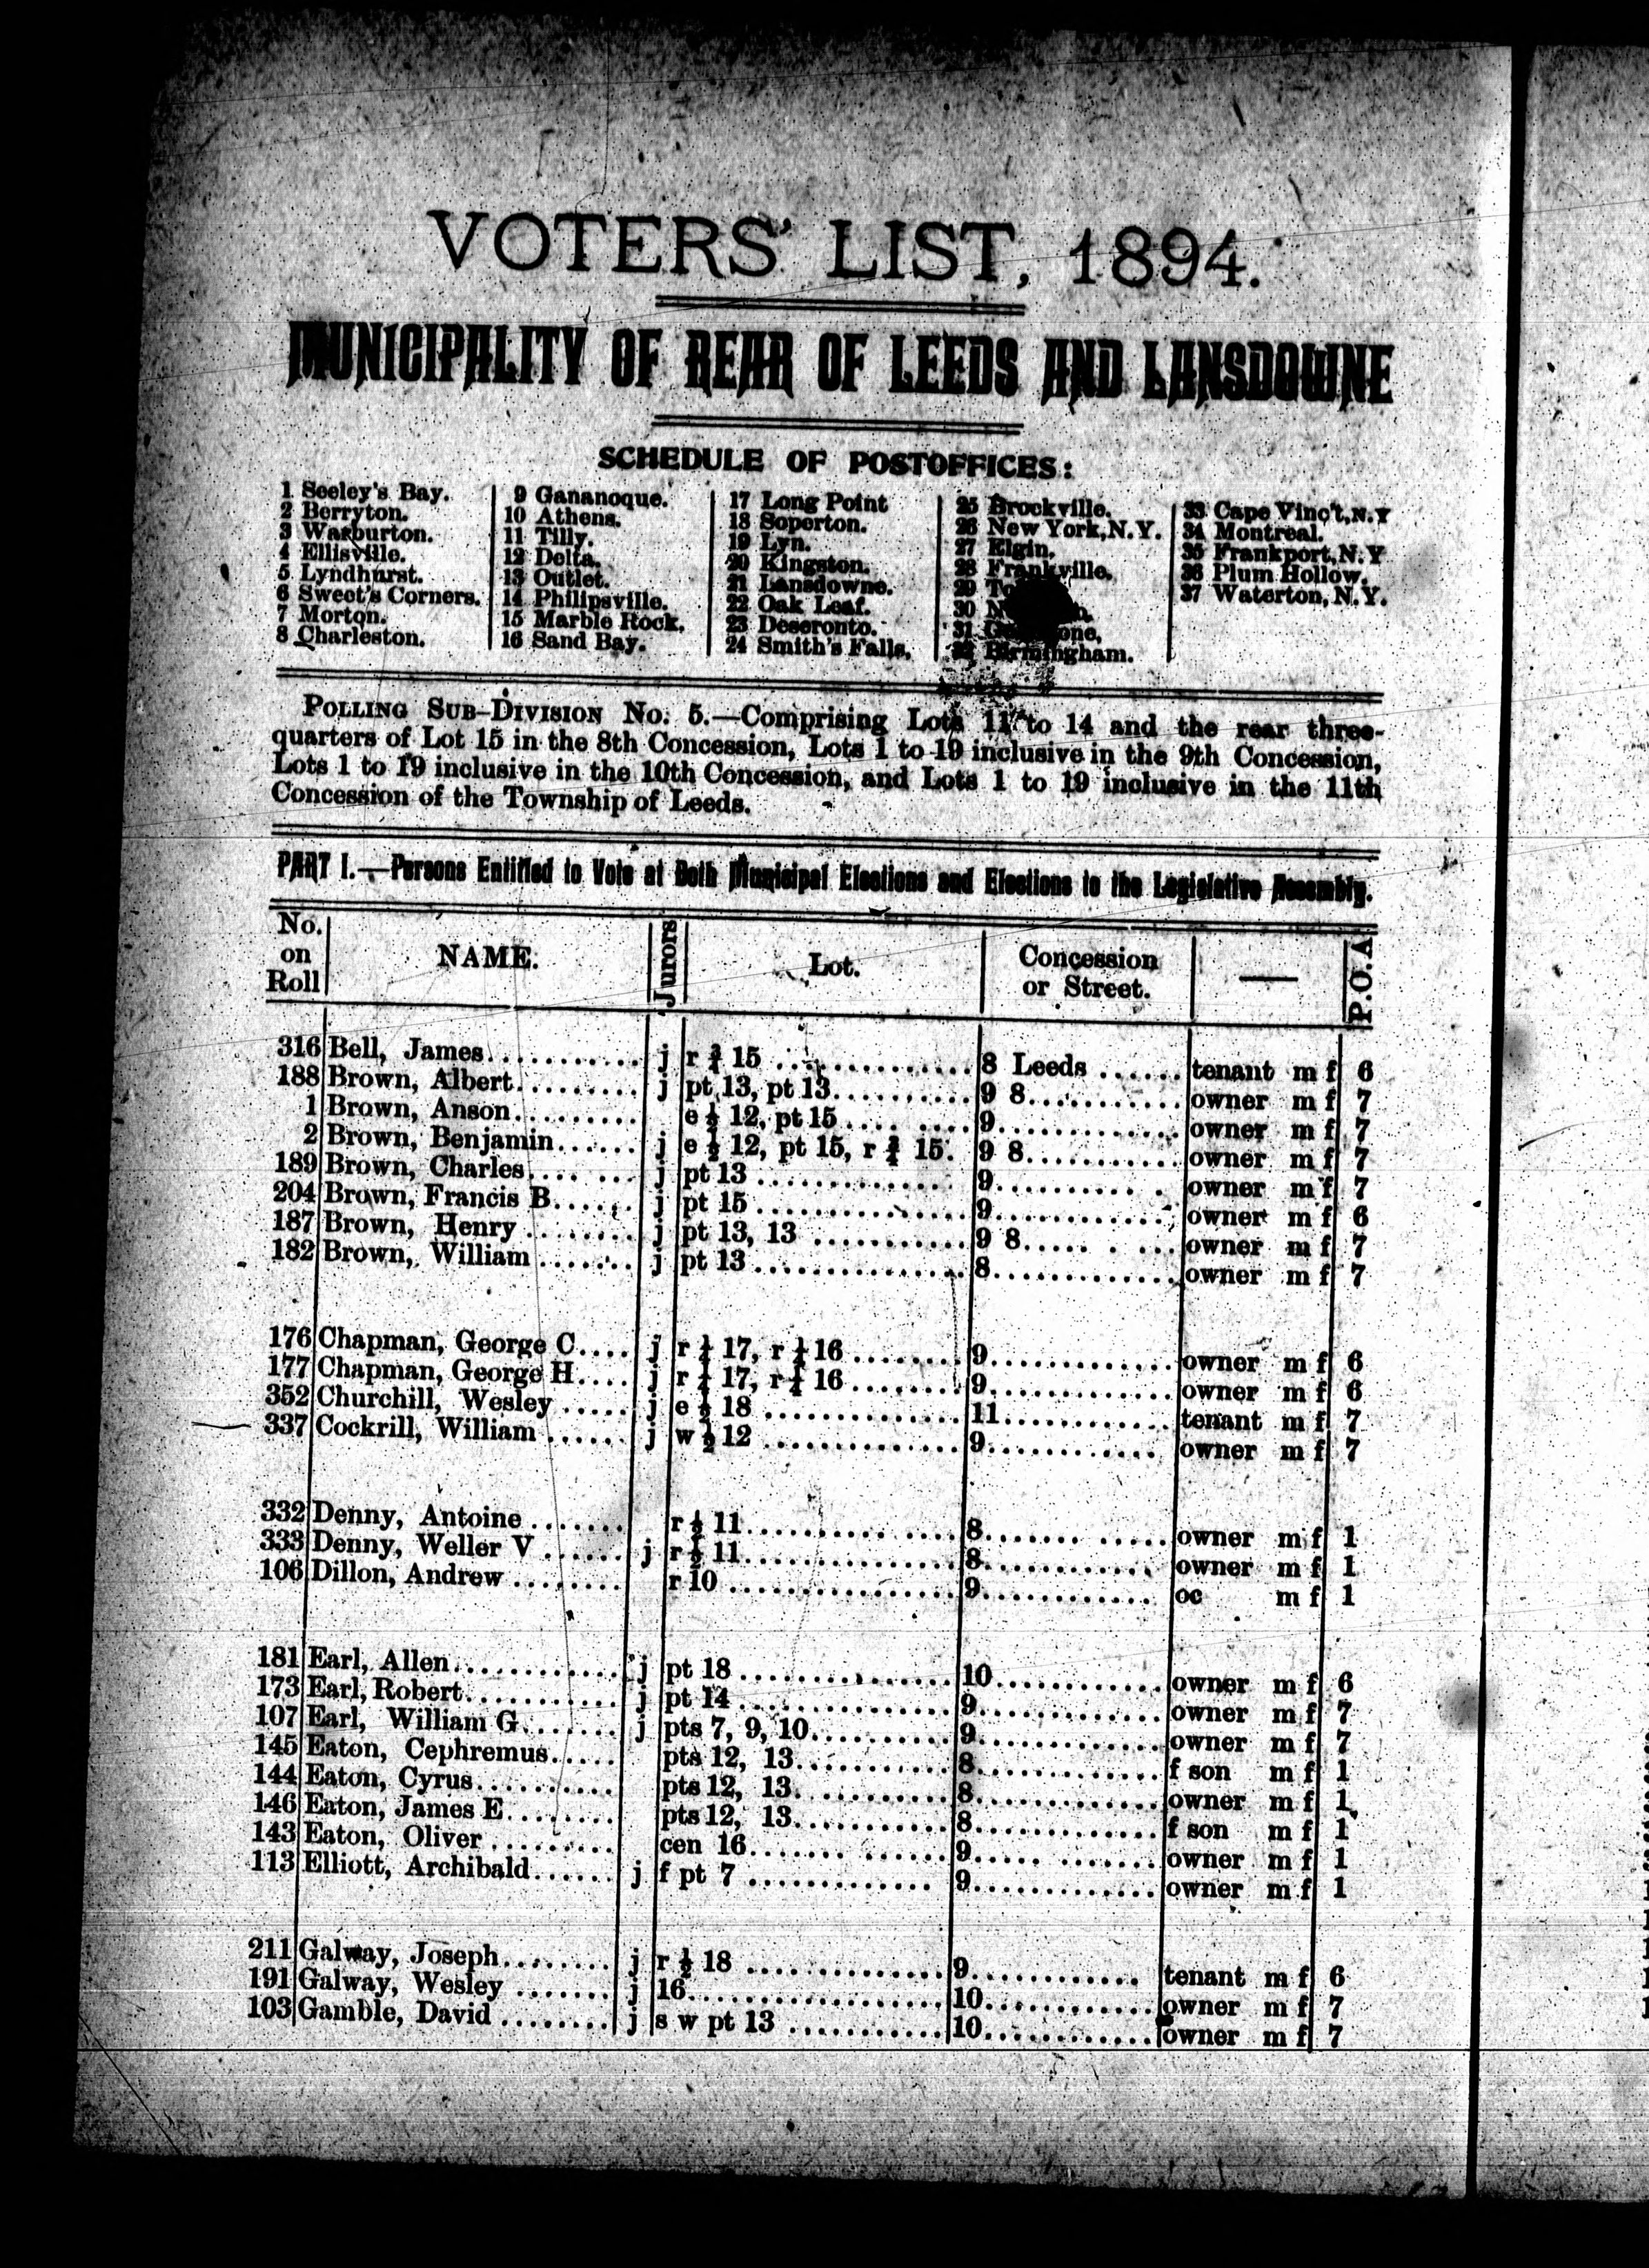 VOTERS' LIST, 1894.
MUNICIPALITY OF REAR OF LEEDS AND LANSDOWNE
SCHEDULE OF POSTOFFICES:
1 Seeley's Bay.
2 Berryton.
3 Warburton.
4 Ellisville.
5 Lyndhurst.
6 Sweet's Corners.
7 Morton.
8 Charleston.
9 Gananoque.
10 Athens.
11 Tilly.
12 Delta.
13 Outlet.
14 Philipsville.
15 Marble Rock.
16 Sand Bay.
17 Long Point
18 Soperton.
19 Lyn.
20 Kingston.
21 Lansdowne.
22 Oak Leaf.
23 Deseronto.
24 Smith's Falls.
25 Brockville.
26 New York, N.Y.
27 Elgin.
28 Frankville.
29
30
31
32 Birmingham.
33 Cape Vinc't, N.Y
34 Montreal.
35 Frankport, N.Y
36 Plum Hollow.
37 Waterton, N.Y.
POLLING SUB-DIVISION No. 5.—Comprising Lots 11 to 14 and the rear three-
quarters of Lot 15 in the 8th Concession, Lots 1 to 19 inclusive in the 9th Concession,
Lots 1 to 19 inclusive in the 10th Concession, and Lots 1 to 19 inclusive in the 11th
Concession of the Township of Leeds.
PART I.—Persons Entitled to Vote at Both Municipal Elections and Elections to the Legislative Assembly.
No. on Roll NAME. Jurors Lot. Concession or Street. — P.O.A
316 Bell, James............ j r ¾ 15 ............... 8 Leeds ...... tenant m f 6
188 Brown, Albert.......... j pt 13, pt 13.......... 9 8........... owner m f 7
1 Brown, Anson.......... e ½ 12, pt 15.... .... 9............. owner m f 7
2 Brown, Benjamin...... j e ½ 12, pt 15, r ¾ 15. 9 8........... owner m f 7
189 Brown, Charles.... ... j pt 13 .............. 9.......... . owner m f 7
204 Brown, Francis B...... j pt 15 ............... 9............. owner m f 6
187 Brown, Henry ........ j pt 13, 13 ........... 9 8..... . ... owner m f 7
182 Brown, William ....... j pt 13............... 8............. owner m f 7
176 Chapman, George C.... j r ¼ 17, r ¼ 16 ........ 9............. owner m f 6
177 Chapman, George H.... j r ¼ 17, r ¼ 16........ 9............. owner m f 6
352 Churchill, Wesley ..... j e ½ 18 .............. 11............ tenant m f 7
337 Cockrill, William ...... j w ½ 12 .............. 9............ owner m f 7
332 Denny, Antoine ....... r ½ 11.......... .... 8....... ..... owner m f 1
333 Denny, Weller V ...... j r ½ 11............... 8............ owner m f 1
106 Dillon, Andrew ........ r 10 ................ 9............ oc m f 1
181 Earl, Allen............ j pt 18 ............... 10............ owner m f 6
173 Earl, Robert........... j pt 14 ............... 9............. owner m f 7
107 Earl, William G....... j pts 7, 9, 10.......... 9............. owner m f 7
145 Eaton, Cephremus..... pts 12, 13........... 8............. f son m f 1
144 Eaton, Cyrus.......... pts 12, 13........... 8............. owner m f 1
146 Eaton, James E........ pts 12, 13........... 8............. f son m f 1
143 Eaton, Oliver ......... cen 16....... ...... 9..... ....... owner m f 1
113 Elliott, Archibald...... j f pt 7 ............. 9............. owner m f 1
211 Galway, Joseph........ j r ½ 18 .............. 9............ tenant m f 6
191 Galway, Wesley ....... j 16.................. 10............ owner m f 7
103 Gamble, David ........ j s w pt 13 ........... 10............ owner m f 7